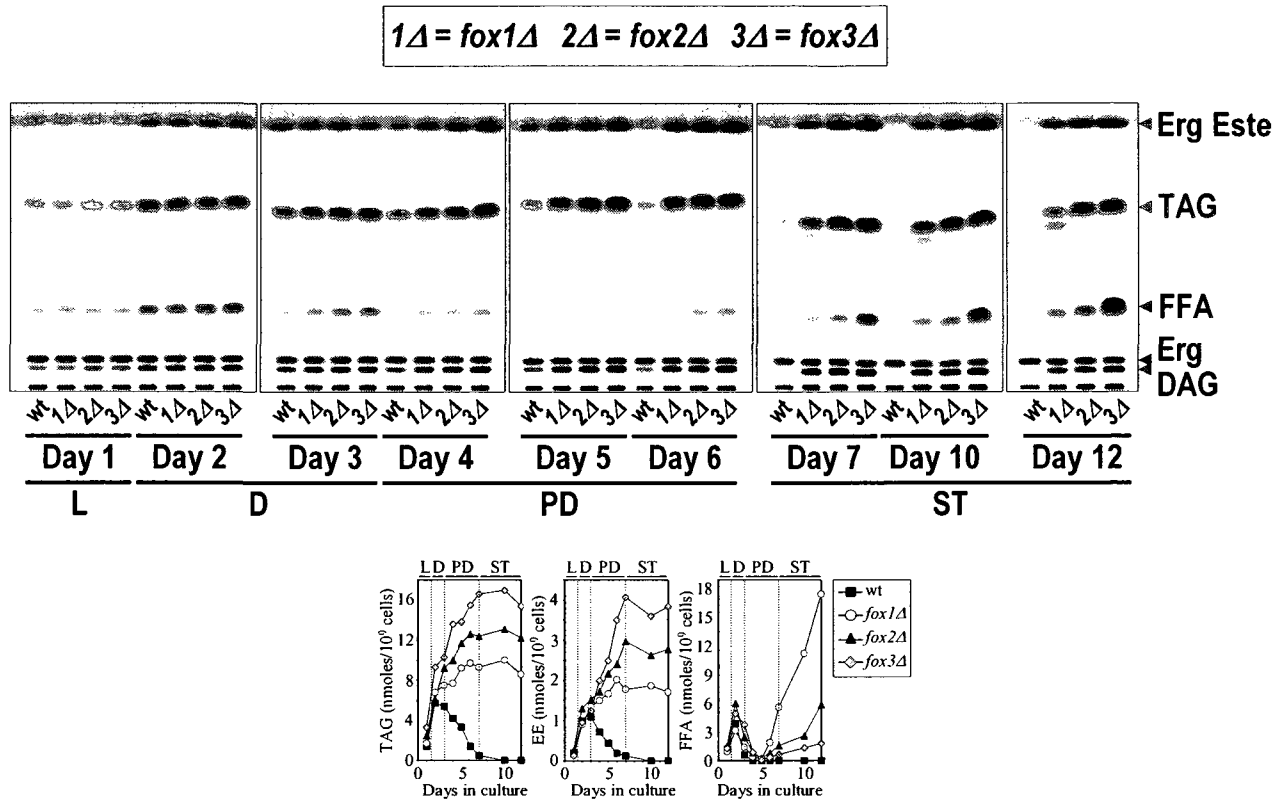 1Δ = fox1Δ 2Δ = fox2Δ 3Δ = fox3Δ
Erg Este
TAG
FFA
Erg
DAG
wt 1Δ 2Δ 3Δ wt 1Δ 2Δ 3Δ wt 1Δ 2Δ 3Δ wt 1Δ 2Δ 3Δ wt 1Δ 2Δ 3Δ wt 1Δ 2Δ 3Δ wt 1Δ 2Δ 3Δ wt 1Δ 2Δ 3Δ wt 1Δ 2Δ 3Δ
Day 1 Day 2 Day 3 Day 4 Day 5 Day 6 Day 7 Day 10 Day 12
L D PD ST
L D PD ST
TAG (nmoles/10⁹ cells)
16
12
8
4
0
0 5 10
Days in culture
L D PD ST
EE (nmoles/10⁹ cells)
4
3
2
1
0
0 5 10
Days in culture
L D PD ST
FFA (nmoles/10⁹ cells)
18
15
12
9
6
3
0
0 5 10
Days in culture
wt
fox1Δ
fox2Δ
fox3Δ